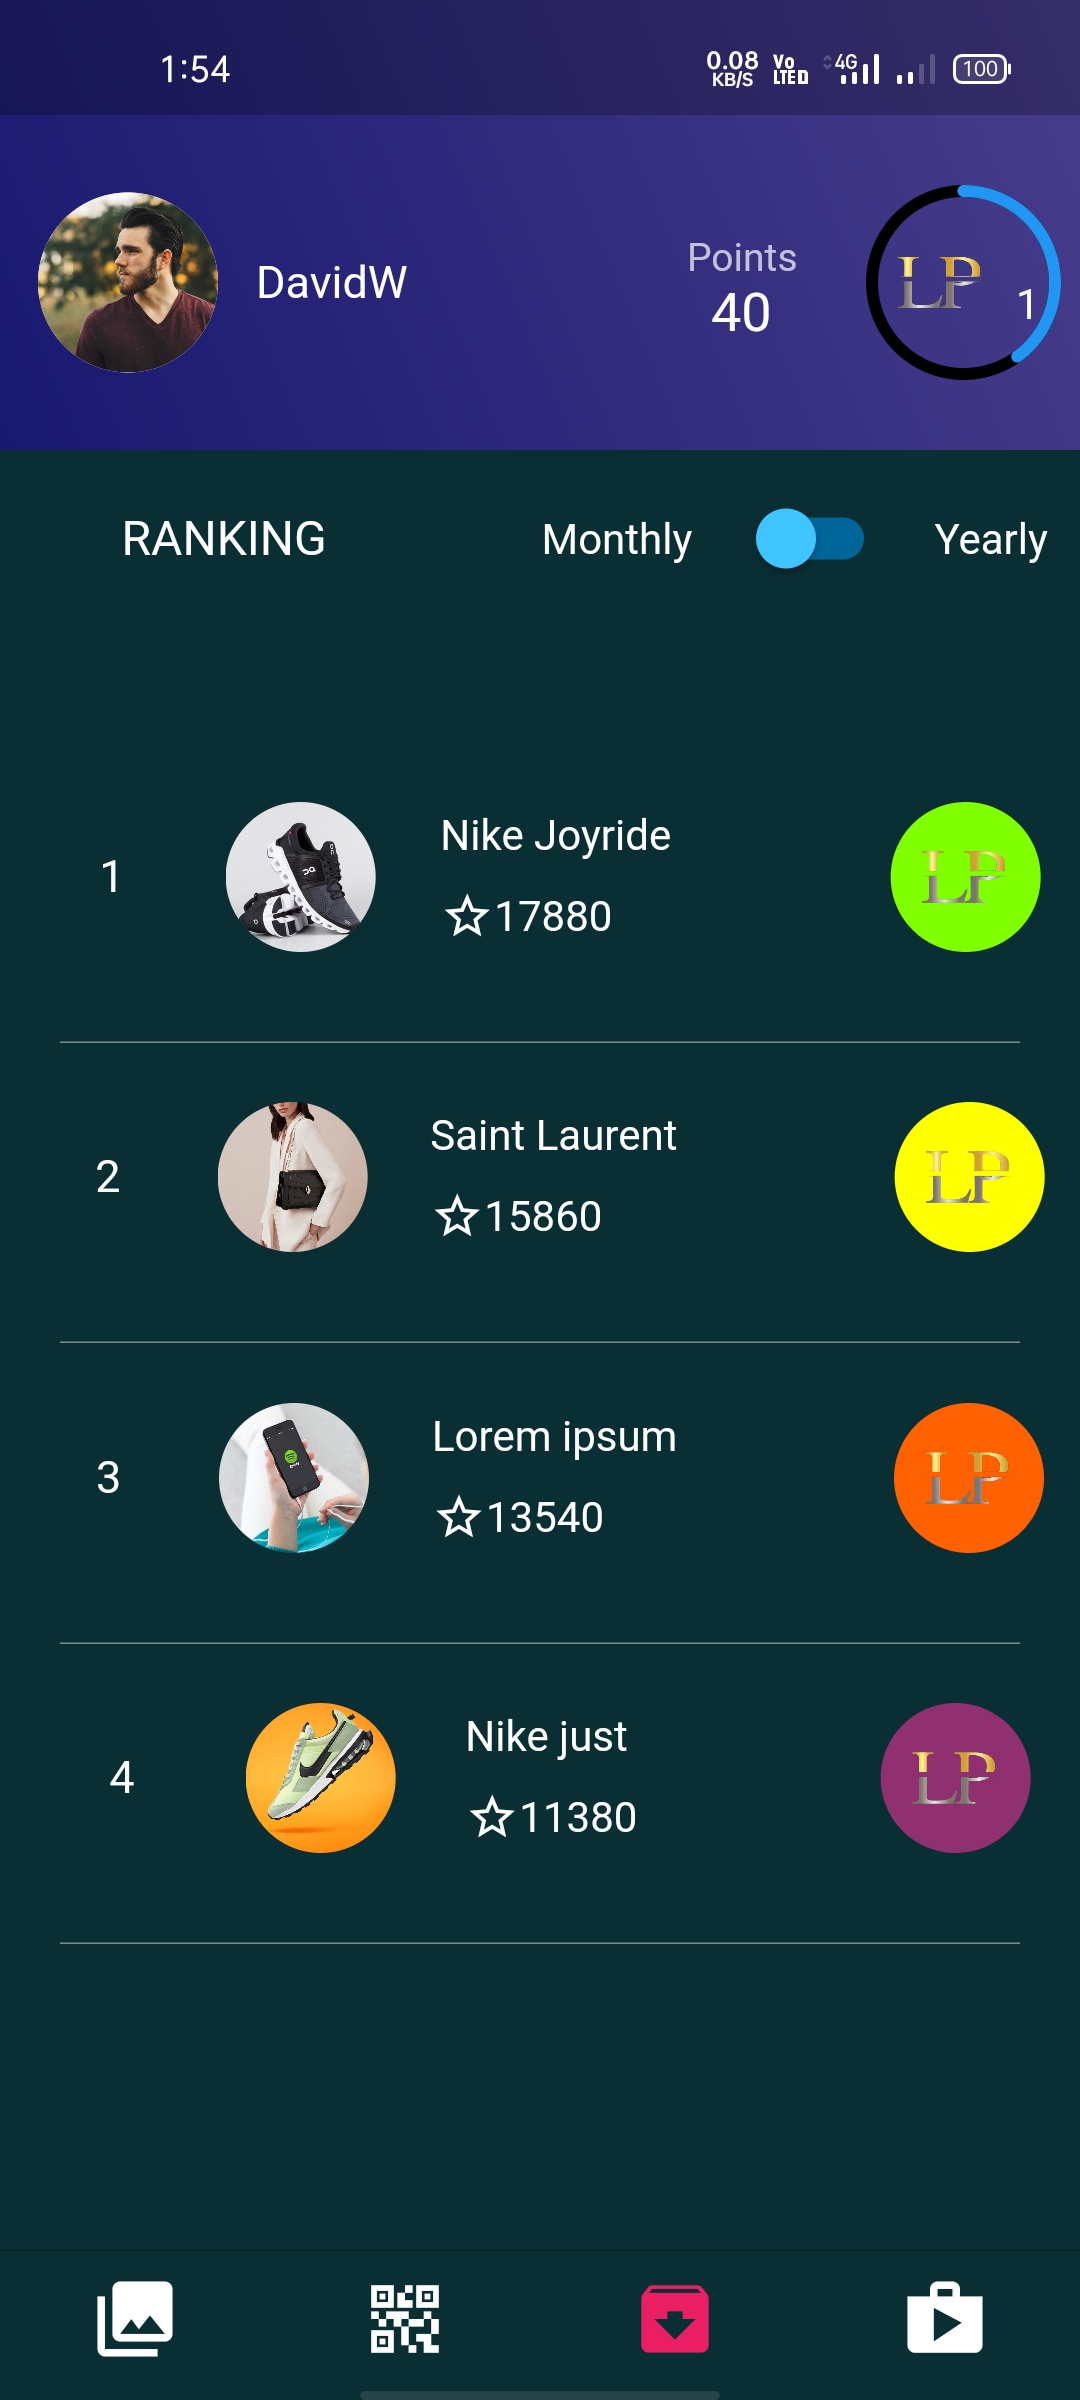 1:54
0.08 KB/S Vo LTE 4G 100
DavidW
Points
40
LP 1
RANKING Monthly Yearly
1
Nike Joyride
17880
LP
2
Saint Laurent
15860
LP
3
Lorem ipsum
13540
LP
4
Nike just
11380
LP